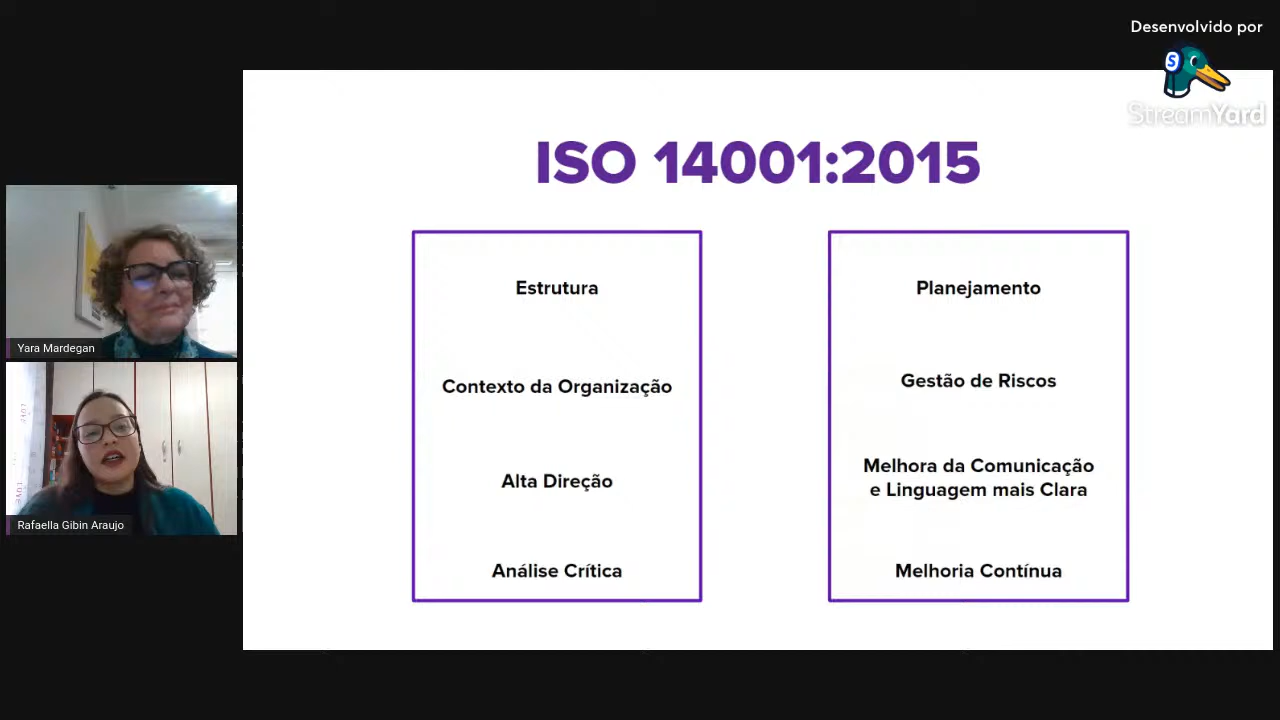 Desenvolvido por
S
StreamYard
ISO 14001:2015
Estrutura
Contexto da Organização
Alta Direção
Análise Crítica
Planejamento
Gestão de Riscos
Melhora da Comunicação
e Linguagem mais Clara
Melhoria Contínua
Yara Mardegan
Rafaella Gibin Araujo